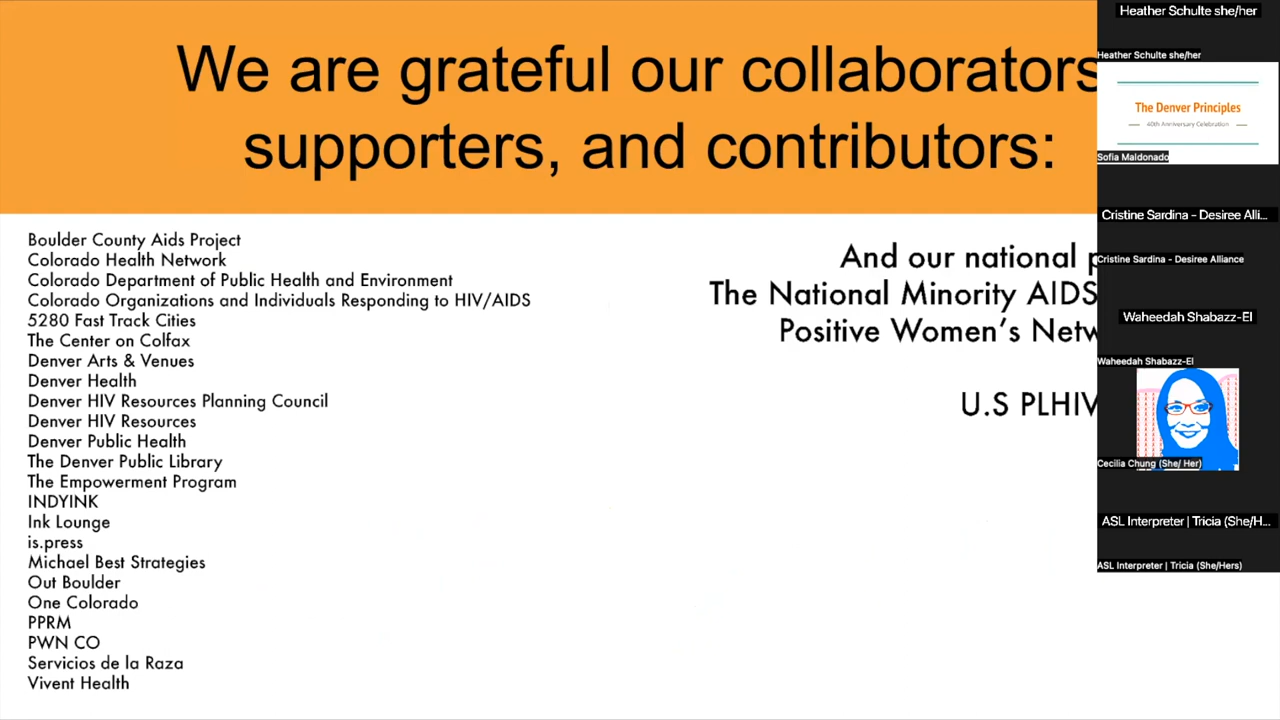 We are grateful our collaborators
supporters, and contributors:
Boulder County Aids Project
Colorado Health Network
Colorado Department of Public Health and Environment
Colorado Organizations and Individuals Responding to HIV/AIDS
5280 Fast Track Cities
The Center on Colfax
Denver Arts & Venues
Denver Health
Denver HIV Resources Planning Council
Denver HIV Resources
Denver Public Health
The Denver Public Library
The Empowerment Program
INDYINK
Ink Lounge
is.press
Michael Best Strategies
Out Boulder
One Colorado
PPRM
PWN CO
Servicios de la Raza
Vivent Health
And our national
The National Minority AIDS
Positive Women's
U.S PLHIV
Heather Schulte she/her
Heather Schulte she/her
The Denver Principles
40th Anniversary Celebration
Sofia Maldonado
Cristine Sardina - Desiree Alli...
Cristine Sardina - Desiree Alliance
Waheedah Shabazz-El
Waheedah Shabazz-El
Cecilia Chung (She/ Her)
ASL Interpreter | Tricia (She/H...
ASL Interpreter | Tricia (She/Hers)